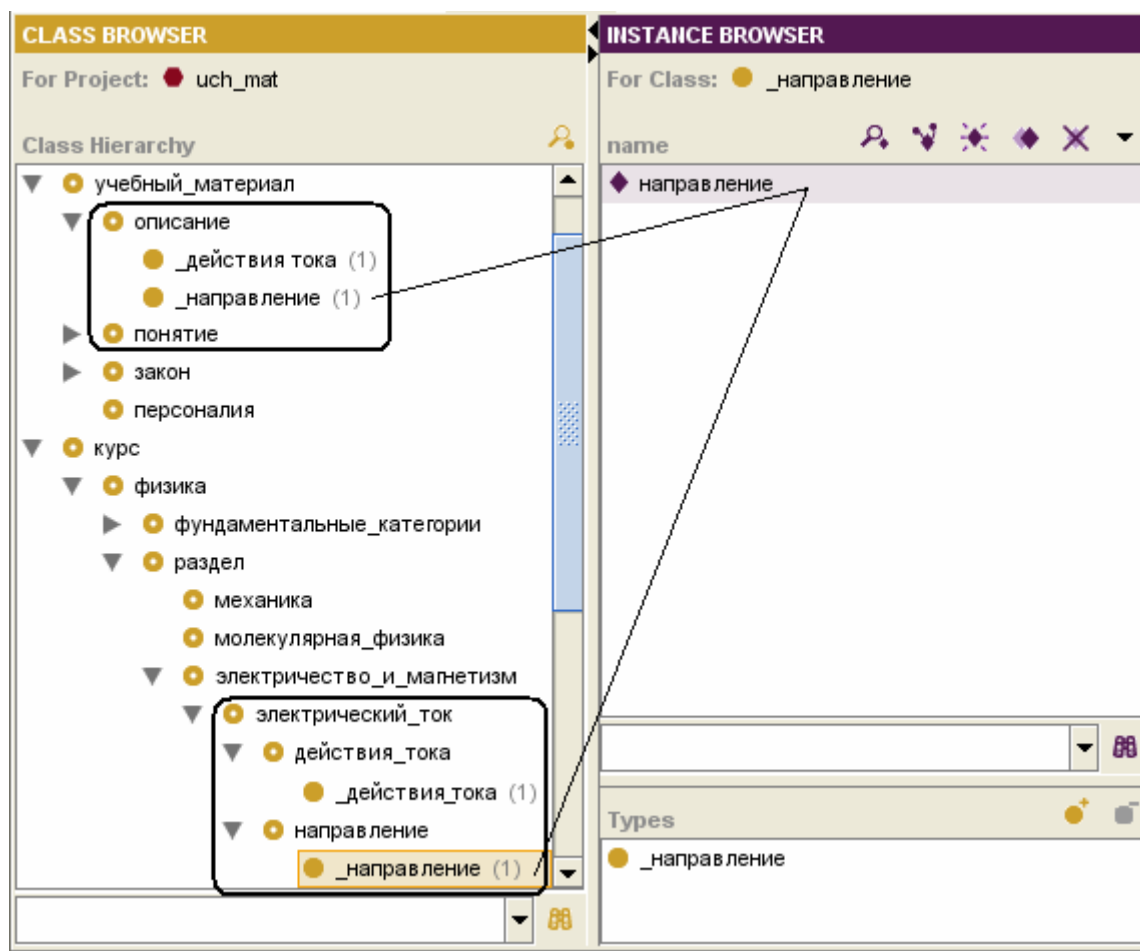 CLASS BROWSER
For Project: uch_mat
Class Hierarchy
учебный_материал
описание
_действия тока (1)
_направление (1)
понятие
закон
персоналия
курс
физика
фундаментальные_категории
раздел
механика
молекулярная_физика
электричество_и_магнетизм
электрический_ток
действия_тока
_действия_тока (1)
направление
_направление (1)
INSTANCE BROWSER
For Class: _направление
name
направление
Types
_направление